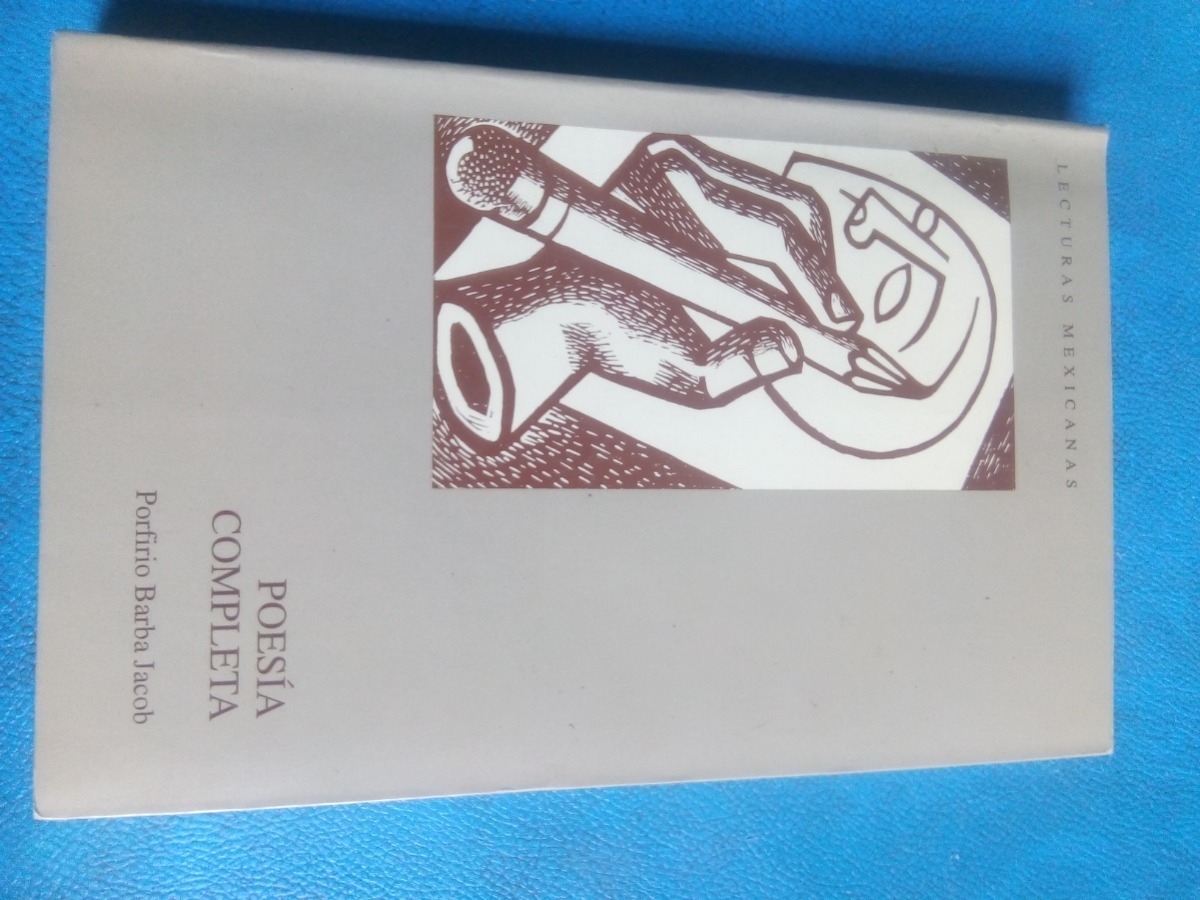 LECTURAS MEXICANAS
POESÍA
COMPLETA
Porfirio Barba Jacob